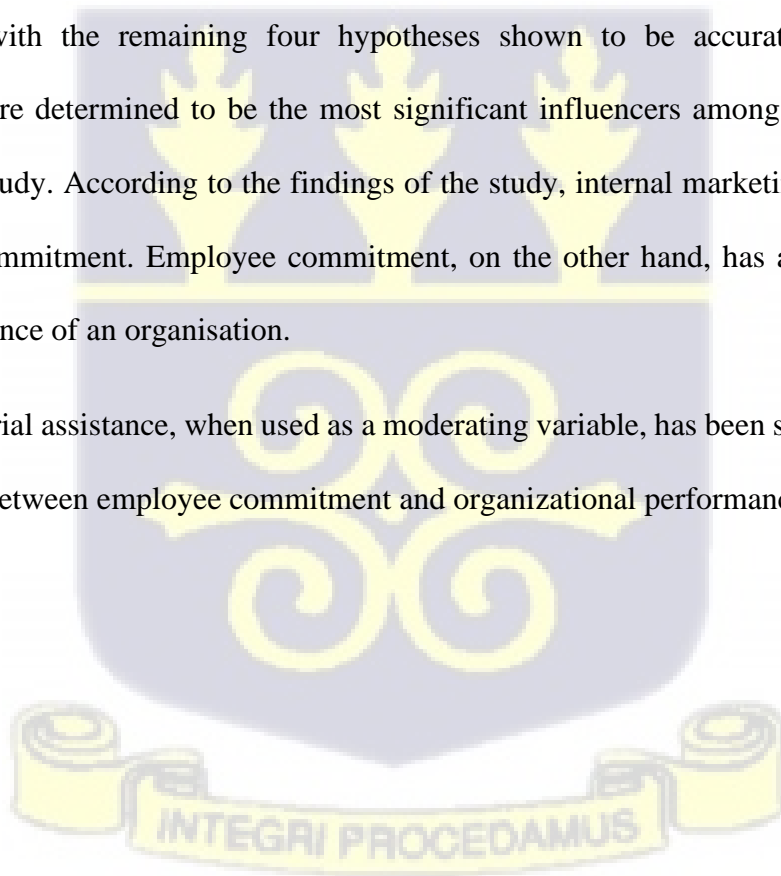 with the remaining four hypotheses shown to be accurat
re determined to be the most significant influencers among
udy. According to the findings of the study, internal marketi
mmitment. Employee commitment, on the other hand, has a
nce of an organisation.
rial assistance, when used as a moderating variable, has been s
etween employee commitment and organizational performanc
INTEGRI PROCEDAMUS